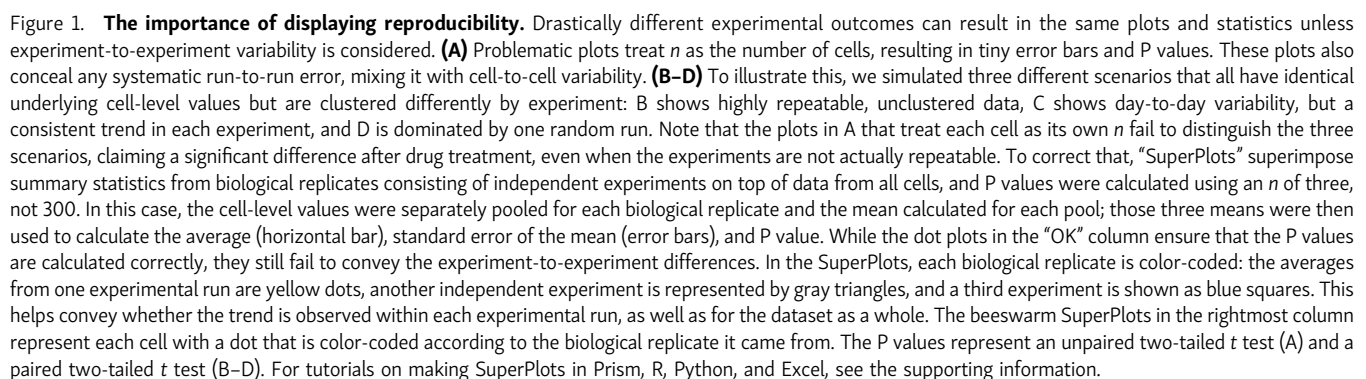 Figure 1. The importance of displaying reproducibility. Drastically different experimental outcomes can result in the same plots and statistics unless
experiment-to-experiment variability is considered. (A) Problematic plots treat n as the number of cells, resulting in tiny error bars and P values. These plots also
conceal any systematic run-to-run error, mixing it with cell-to-cell variability. (B–D) To illustrate this, we simulated three different scenarios that all have identical
underlying cell-level values but are clustered differently by experiment: B shows highly repeatable, unclustered data, C shows day-to-day variability, but a
consistent trend in each experiment, and D is dominated by one random run. Note that the plots in A that treat each cell as its own n fail to distinguish the three
scenarios, claiming a significant difference after drug treatment, even when the experiments are not actually repeatable. To correct that, “SuperPlots” superimpose
summary statistics from biological replicates consisting of independent experiments on top of data from all cells, and P values were calculated using an n of three,
not 300. In this case, the cell-level values were separately pooled for each biological replicate and the mean calculated for each pool; those three means were then
used to calculate the average (horizontal bar), standard error of the mean (error bars), and P value. While the dot plots in the “OK” column ensure that the P values
are calculated correctly, they still fail to convey the experiment-to-experiment differences. In the SuperPlots, each biological replicate is color-coded: the averages
from one experimental run are yellow dots, another independent experiment is represented by gray triangles, and a third experiment is shown as blue squares. This
helps convey whether the trend is observed within each experimental run, as well as for the dataset as a whole. The beeswarm SuperPlots in the rightmost column
represent each cell with a dot that is color-coded according to the biological replicate it came from. The P values represent an unpaired two-tailed t test (A) and a
paired two-tailed t test (B–D). For tutorials on making SuperPlots in Prism, R, Python, and Excel, see the supporting information.